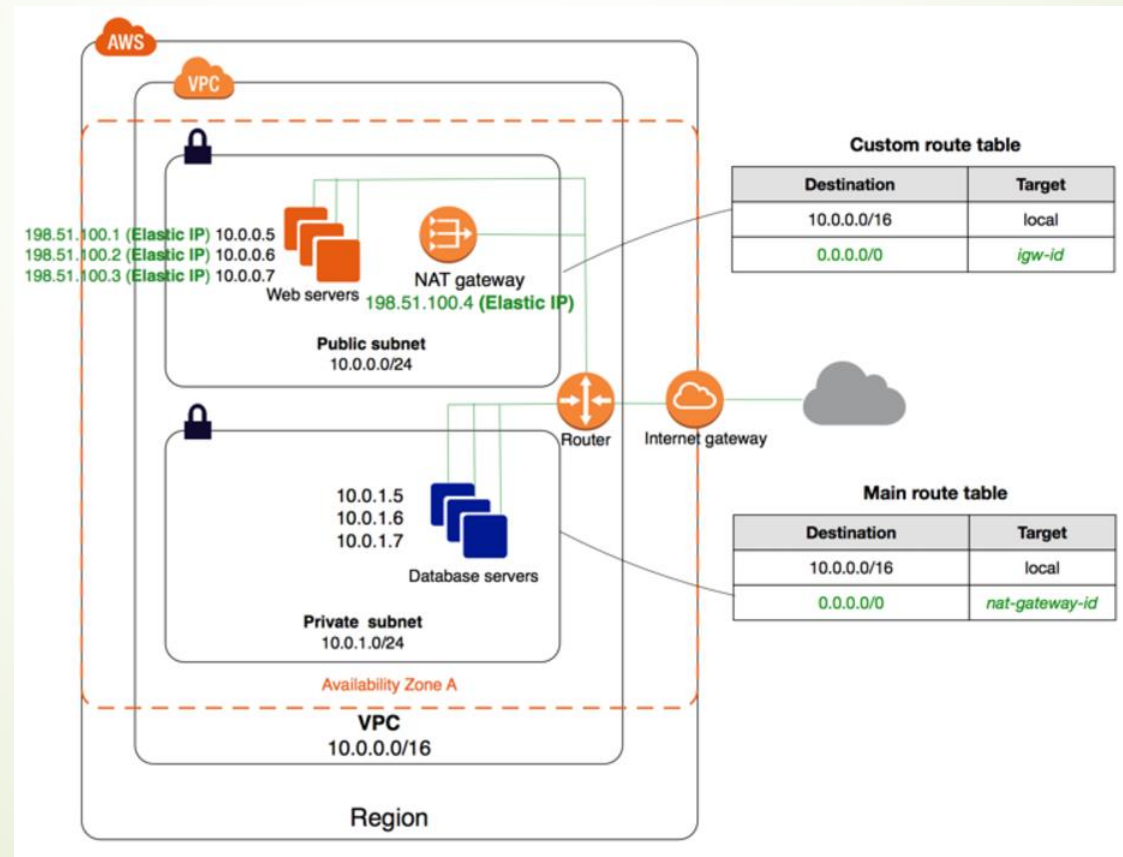 AWS
VPC
198.51.100.1 (Elastic IP) 10.0.0.5
198.51.100.2 (Elastic IP) 10.0.0.6
198.51.100.3 (Elastic IP) 10.0.0.7
Web servers
NAT gateway
198.51.100.4 (Elastic IP)
Public subnet
10.0.0.0/24
Custom route table
Destination Target
10.0.0.0/16 local
0.0.0.0/0 igw-id
Router
Internet gateway
10.0.1.5
10.0.1.6
10.0.1.7
Database servers
Private subnet
10.0.1.0/24
Main route table
Destination Target
10.0.0.0/16 local
0.0.0.0/0 nat-gateway-id
Availability Zone A
VPC
10.0.0.0/16
Region